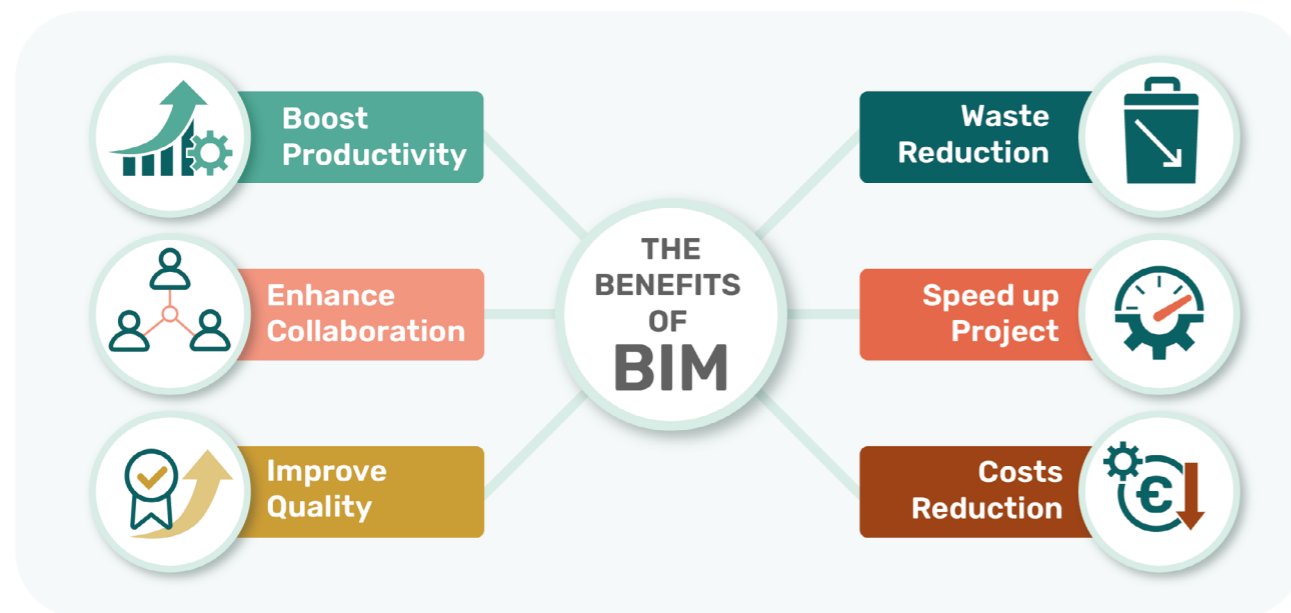 Boost
Productivity
Enhance
Collaboration
Improve
Quality
THE
BENEFITS
OF
BIM
Waste
Reduction
Speed up
Project
Costs
Reduction
€